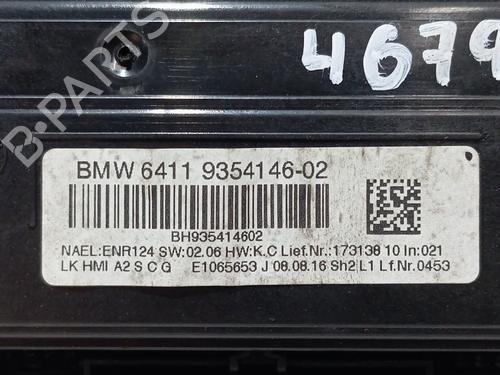 B-PARTS
4679
BMW 6411 9354146-02
BH935414602
NAEL:ENR124 SW:02.06 HW:K.C Lief.Nr.:173138 10 In:021
LK HMI A2 S C G E1065653 J 08.08.16 Sh2 L1 Lf.Nr.0453